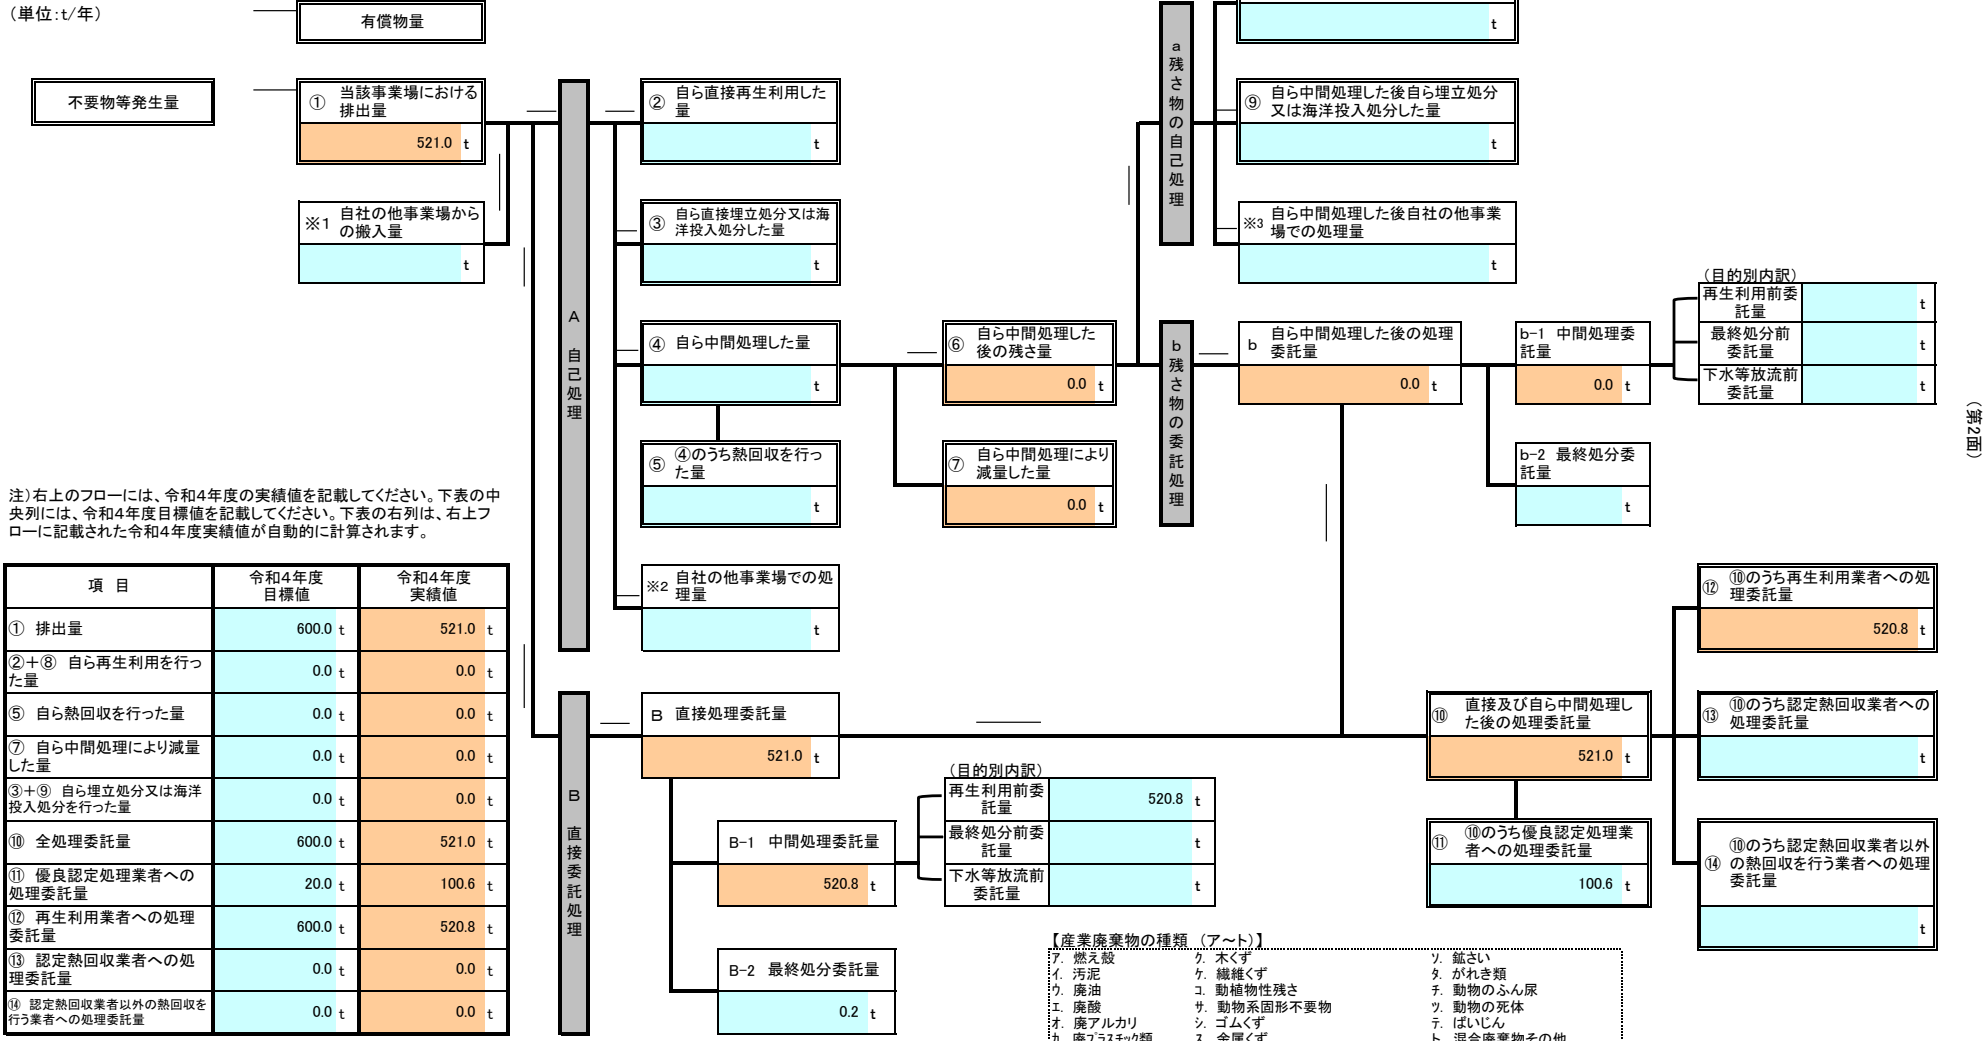 （単位:t/年）
有償物量
不要物等発生量
① 当該事業場における
排出量
521.0 t
※1 自社の他事業場から
の搬入量
t
A 自己処理
② 自ら直接再生利用した
量
t
③ 自ら直接埋立処分又は海
洋投入処分した量
t
④ 自ら中間処理した量
t
⑤ ④のうち熱回収を行っ
た量
t
※2 自社の他事業場での処
理量
t
⑥ 自ら中間処理した
後の残さ量
0.0 t
⑦ 自ら中間処理により
減量した量
0.0 t
a 残さ物の自己処理
t
⑨ 自ら中間処理した後自ら埋立処分
又は海洋投入処分した量
t
※3 自ら中間処理した後自社の他事業
場での処理量
t
b 残さ物の委託処理
b 自ら中間処理した後の処理
委託量
0.0 t
b-1 中間処理委
託量
0.0 t
b-2 最終処分委
託量
t
（目的別内訳）
再生利用前委
託量
t
最終処分前
委託量
t
下水等放流前
委託量
t
（第2面）
注）右上のフローには、令和4年度の実績値を記載してください。下表の中
央列には、令和4年度目標値を記載してください。下表の右列は、右上フ
ローに記載された令和4年度実績値が自動的に計算されます。
項 目 令和4年度
目標値 令和4年度
実績値
① 排出量 600.0 t 521.0 t
②＋⑧ 自ら再生利用を行っ
た量 0.0 t 0.0 t
⑤ 自ら熱回収を行った量 0.0 t 0.0 t
⑦ 自ら中間処理により減量
した量 0.0 t 0.0 t
③＋⑨ 自ら埋立処分又は海洋
投入処分を行った量 0.0 t 0.0 t
⑩ 全処理委託量 600.0 t 521.0 t
⑪ 優良認定処理業者への
処理委託量 20.0 t 100.6 t
⑫ 再生利用業者への処理
委託量 600.0 t 520.8 t
⑬ 認定熱回収業者への処
理委託量 0.0 t 0.0 t
⑭ 認定熱回収業者以外の熱回収を
行う業者への処理委託量 0.0 t 0.0 t
B 直接委託処理
B 直接処理委託量
521.0 t
B-1 中間処理委託量
520.8 t
B-2 最終処分委託量
0.2 t
（目的別内訳）
再生利用前委
託量
520.8 t
最終処分前委
託量
t
下水等放流前
委託量
t
⑩ 直接及び自ら中間処理し
た後の処理委託量
521.0 t
⑪ ⑩のうち優良認定処理業
者への処理委託量
100.6 t
⑫ ⑩のうち再生利用業者への処
理委託量
520.8 t
⑬ ⑩のうち認定熱回収業者への
処理委託量
t
⑭ ⑩のうち認定熱回収業者以外
の熱回収を行う業者への処理
委託量
t
【産業廃棄物の種類 （ア～ト）】
ア. 燃え殻 ク. 木くず ソ. 鉱さい
イ. 汚泥 ケ. 繊維くず タ. がれき類
ウ. 廃油 コ. 動植物性残さ チ. 動物のふん尿
エ. 廃酸 サ. 動物系固形不要物 ツ. 動物の死体
オ. 廃アルカリ シ. ゴムくず テ. ばいじん
カ. 廃プラスチック類 ス. 金属くず ト. 混合廃棄物その他